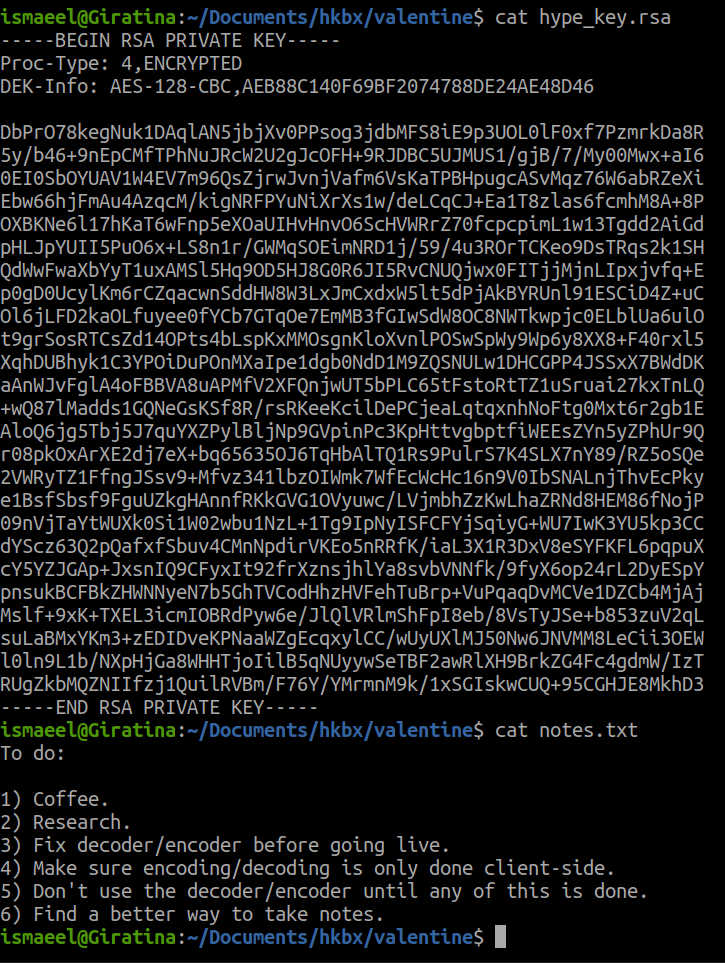 ismaeel@Giratina:~/Documents/hkbx/valentine$ cat hype_key.rsa
-----BEGIN RSA PRIVATE KEY-----
Proc-Type: 4,ENCRYPTED
DEK-Info: AES-128-CBC,AEB88C140F69BF2074788DE24AE48D46

DbPrO78kegNuk1DAqlAN5jbjXv0PPsog3jdbMFS8iE9p3UOL0lF0xf7PzmrkDa8R
5y/b46+9nEpCMfTPhNuJRcW2U2gJcOFH+9RJDBC5UJMUS1/gjB/7/My00Mwx+aI6
0EI0SbOYUAV1W4EV7m96QsZjrwJvnjVafm6VsKaTPBHpugcASvMqz76W6abRZeXi
Ebw66hjFmAu4AzqcM/kigNRFPYuNiXrXs1w/deLCqCJ+Ea1T8zlas6fcmhM8A+8P
OXBKNe6l17hKaT6wFnp5eXOaUIHvHnvO6ScHVWRrZ70fcpcpimL1w13Tgdd2AiGd
pHLJpYUII5PuO6x+LS8n1r/GWMqSOEimNRD1j/59/4u3ROrTCKeo9DsTRqs2k1SH
QdWwFwaXbYyT1uxAMSl5Hq9OD5HJ8G0R6JI5RvCNUQjwx0FITjjMjnLIpxjvfq+E
p0gD0UcylKm6rCZqacwnSddHW8W3LxJmCxdxW5lt5dPjAkBYRUnl91ESCiD4Z+uC
Ol6jLFD2kaOLfuyee0fYCb7GTqOe7EmMB3fGIwSdW8OC8NWTkwpjc0ELblUa6ulO
t9grSosRTCsZd14OPts4bLspKxMMOsgnKloXvnlPOSwSpWy9Wp6y8XX8+F40rxl5
XqhDUBhyk1C3YPOiDuPOnMXaIpe1dgb0NdD1M9ZQSNULw1DHCGPP4JSSxX7BWdDK
aAnWJvFglA4oFBBVA8uAPMfV2XFQnjwUT5bPLC65tFstoRtTZ1uSruai27kxTnLQ
+wQ87lMadds1GQNeGsKSf8R/rsRKeeKcilDePCjeaLqtqxnhNoFtg0Mxt6r2gb1E
AloQ6jg5Tbj5J7quYXZPylBljNp9GVpinPc3KpHttvgbptfiWEEsZYn5yZPhUr9Q
r08pkOxArXE2dj7eX+bq65635OJ6TqHbAlTQ1Rs9PulrS7K4SLX7nY89/RZ5oSQe
2VWRyTZ1FfngJSsv9+Mfvz341lbzOIWmk7WfEcWcHc16n9V0IbSNALnjThvEcPky
e1BsfSbsf9FguUZkgHAnnfRKkGVG1OVyuwc/LVjmbhZzKwLhaZRNd8HEM86fNojP
09nVjTaYtWUXk0Si1W02wbu1NzL+1Tg9IpNyISFCFYjSqiyG+WU7IwK3YU5kp3CC
dYScz63Q2pQafxfSbuv4CMnNpdirVKEo5nRRfK/iaL3X1R3DxV8eSYFKFL6pqpuX
cY5YZJGAp+JxsnIQ9CFyxIt92frXznsjhlYa8svbVNNfk/9fyX6op24rL2DyESpY
pnsukBCFBkZHWNNyeN7b5GhTVCodHhzHVFehTuBrp+VuPqaqDvMCVe1DZCb4MjAj
Mslf+9xK+TXEL3icmIOBRdPyw6e/JlQlVRlmShFpI8eb/8VsTyJSe+b853zuV2qL
suLaBMxYKm3+zEDIDveKPNaaWZgEcqxylCC/wUyUXlMJ50Nw6JNVMM8LeCii3OEW
l0ln9L1b/NXpHjGa8WHHTjoIilB5qNUyywSeTBF2awRlXH9BrkZG4Fc4gdmW/IzT
RUgZkbMQZNIIfzj1QuilRVBm/F76Y/YMrmnM9k/1xSGIskwCUQ+95CGHJE8MkhD3
-----END RSA PRIVATE KEY-----
ismaeel@Giratina:~/Documents/hkbx/valentine$ cat notes.txt
To do:

1) Coffee.
2) Research.
3) Fix decoder/encoder before going live.
4) Make sure encoding/decoding is only done client-side.
5) Don't use the decoder/encoder until any of this is done.
6) Find a better way to take notes.
ismaeel@Giratina:~/Documents/hkbx/valentine$